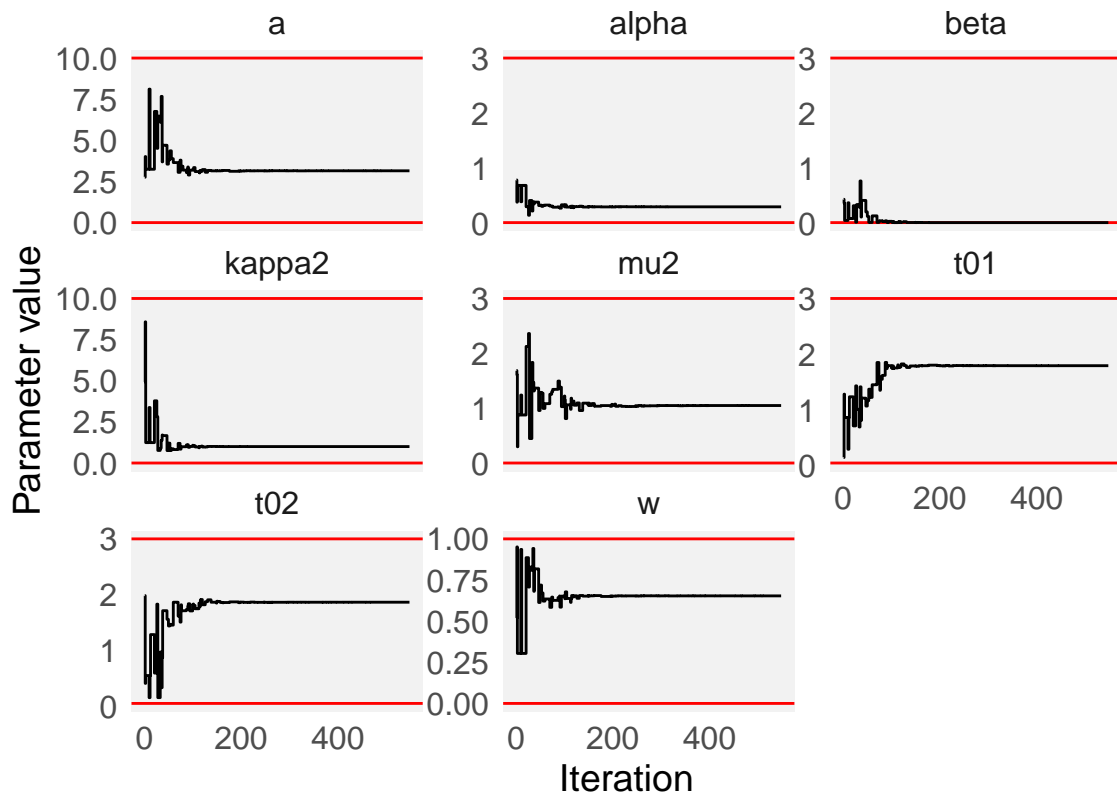 a alpha beta
10.0 3 3
7.5 2 2
5.0
2.5 1 1
0.0 0 0
kappa2 mu2 t01
10.0 3 3
7.5 2 2
5.0
2.5 1 1
0.0 0 0
t02 w 0 200 400
3 1.00
2 0.75
0.50
1 0.25
0 0.00
0 200 400 0 200 400
Iteration
Parameter value